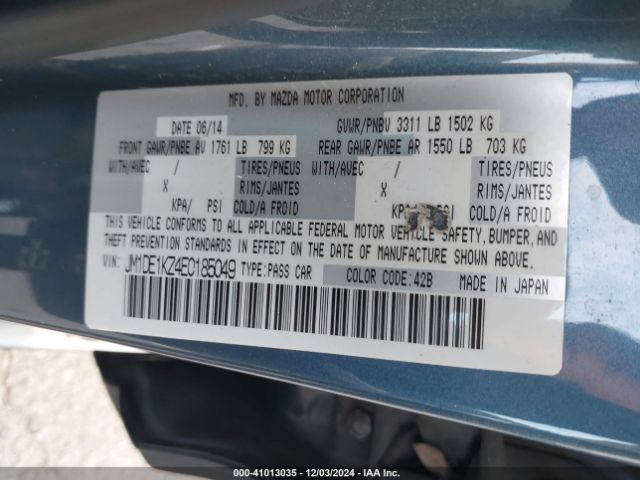 MFD. BY MAZDA MOTOR CORPORATION
DATE 06/14 GVWR/PNBV 3311 LB 1502 KG
FRONT GAWR/PNBE AV 1761 LB 799 KG REAR GAWR/PNBE AR 1550 LB 703 KG
WITH/AVEC / TIRES/PNEUS WITH/AVEC / TIRES/PNEUS
X RIMS/JANTES X RIMS/JANTES
KPA/ PSI COLD/A FROID KPA/ PSI COLD/A FROID
THIS VEHICLE CONFORMS TO ALL APPLICABLE FEDERAL MOTOR VEHICLE SAFETY, BUMPER, AND
THEFT PREVENTION STANDARDS IN EFFECT ON THE DATE OF MANUFACTURE SHOWN ABOVE.
VIN: JM1DE1KZ4E0185049 TYPE:PASS CAR COLOR CODE:42B MADE IN JAPAN
000-41013035 - 12/03/2024 - IAA Inc.